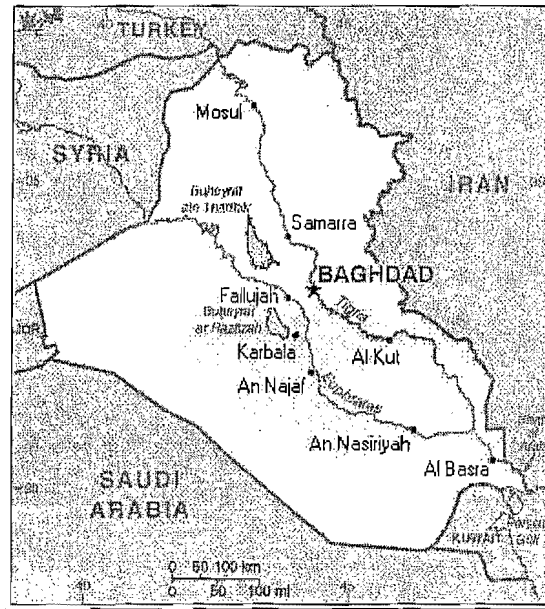 TURKEY
Mosul
SYRIA
IRAN
Samarra
BAGHDAD
Tigris
Fallujah
Karbala
Al Kut
An Najaf
Euphrates
An Nasiriyah
Al Basra
SAUDI
ARABIA
KUWAIT
0 50 100 km
0 50 100 mi